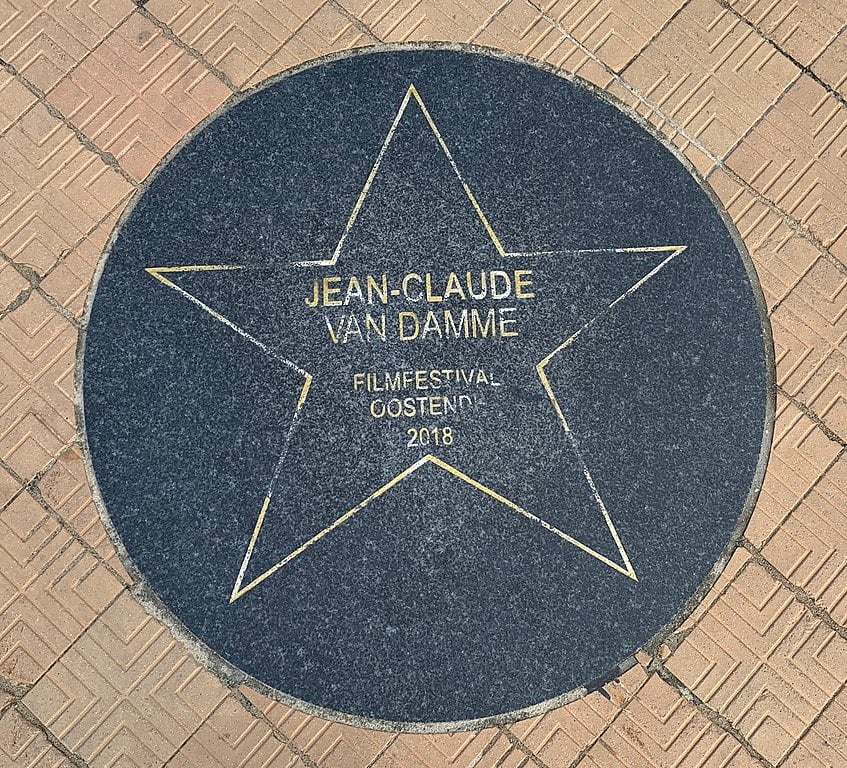 JEAN-CLAUDE
VAN DAMME
FILMFESTIVAL
OOSTENDE
2018